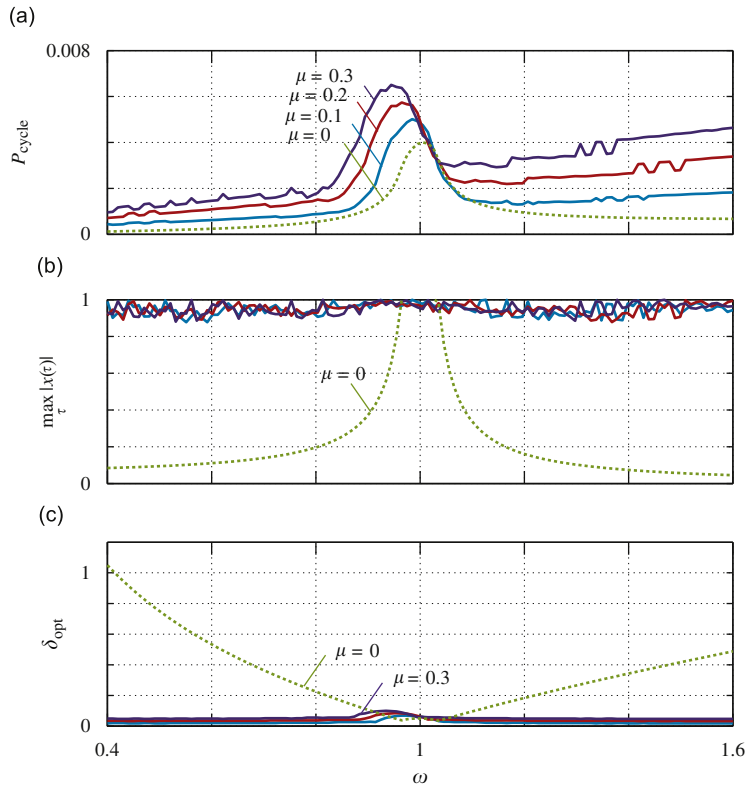 (a)
0.008
μ = 0.3
μ = 0.2
μ = 0.1
μ = 0
P_cycle
0
(b)
1
μ = 0
max_τ |x(τ)|
0
(c)
1
δ_opt
μ = 0
μ = 0.3
0
0.4 1 1.6
ω